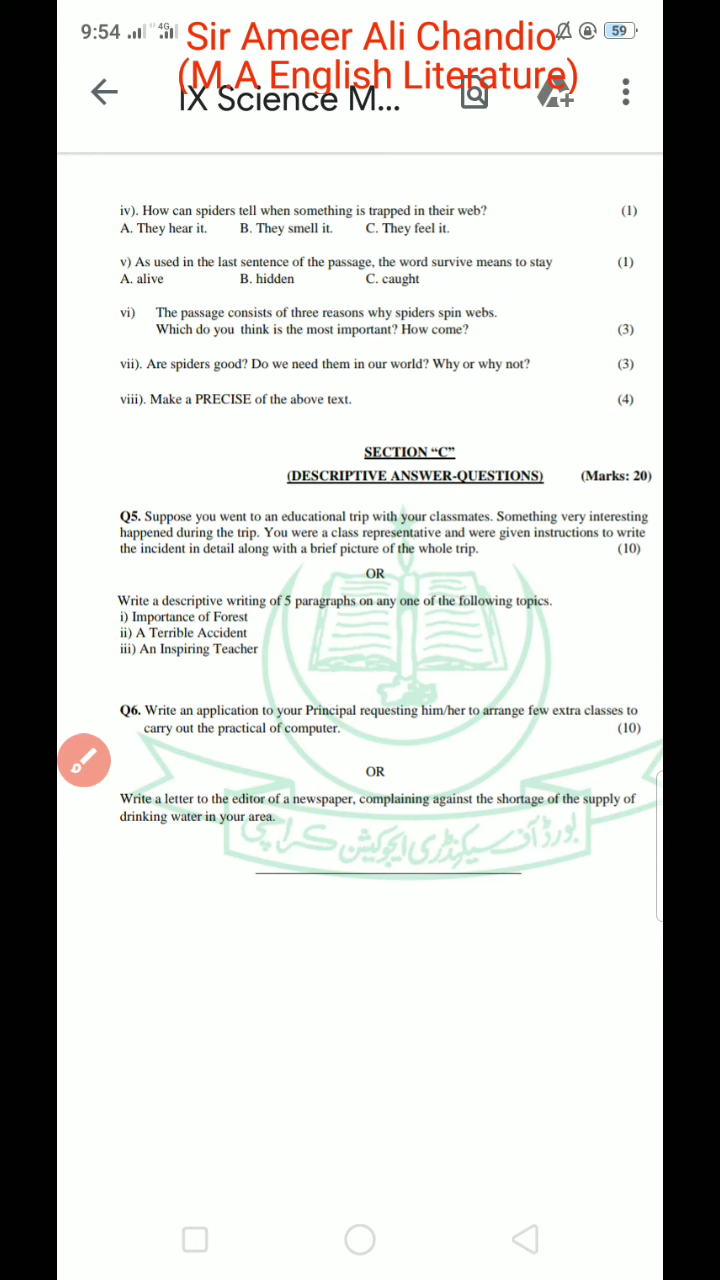 9:54 4G 59
Sir Ameer Ali Chandio
(M.A English Literature)
IX Science M...
iv). How can spiders tell when something is trapped in their web? (1)
A. They hear it. B. They smell it. C. They feel it.
v) As used in the last sentence of the passage, the word survive means to stay (1)
A. alive B. hidden C. caught
vi) The passage consists of three reasons why spiders spin webs.
Which do you think is the most important? How come? (3)
vii). Are spiders good? Do we need them in our world? Why or why not? (3)
viii). Make a PRECISE of the above text. (4)
SECTION “C”
(DESCRIPTIVE ANSWER-QUESTIONS) (Marks: 20)
Q5. Suppose you went to an educational trip with your classmates. Something very interesting
happened during the trip. You were a class representative and were given instructions to write
the incident in detail along with a brief picture of the whole trip. (10)
OR
Write a descriptive writing of 5 paragraphs on any one of the following topics.
i) Importance of Forest
ii) A Terrible Accident
iii) An Inspiring Teacher
Q6. Write an application to your Principal requesting him/her to arrange few extra classes to
carry out the practical of computer. (10)
OR
Write a letter to the editor of a newspaper, complaining against the shortage of the supply of
drinking water in your area.
بورڈ آف سیکنڈری ایجوکیشن کراچی